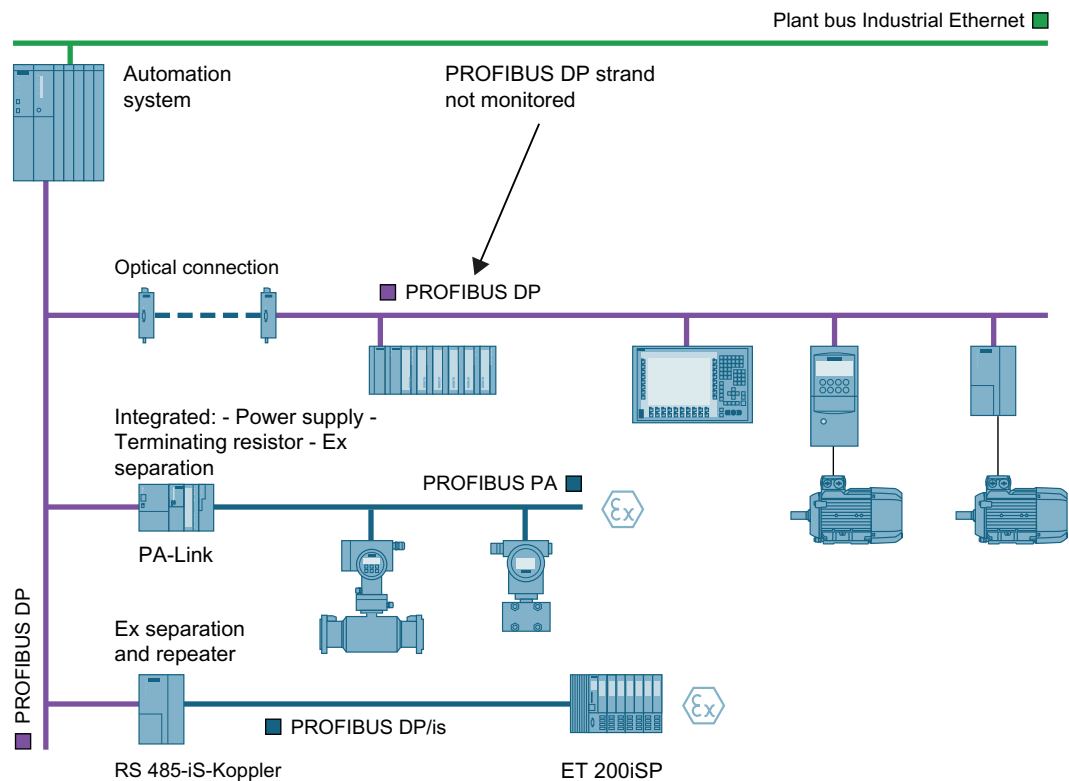 Plant bus Industrial Ethernet
Automation
system
PROFIBUS DP strand
not monitored
Optical connection
PROFIBUS DP
Integrated: - Power supply -
Terminating resistor - Ex
separation
PROFIBUS PA
Ex
PA-Link
PROFIBUS DP
Ex separation
and repeater
Ex
PROFIBUS DP/is
RS 485-iS-Koppler
ET 200iSP